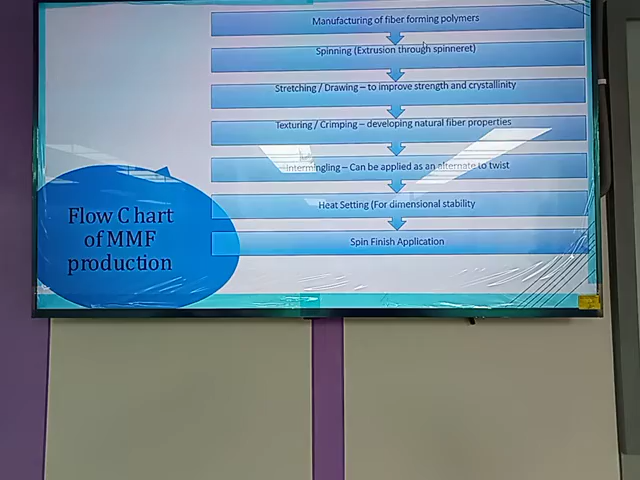 Manufacturing of fiber forming polymers
Spinning (Extrusion through spinneret)
Stretching / Drawing – to improve strength and crystallinity
Texturing / Crimping – developing natural fiber properties
Intermingling – Can be applied as an alternate to twist
Heat Setting (For dimensional stability
Spin Finish Application
Flow Chart
of MMF
production